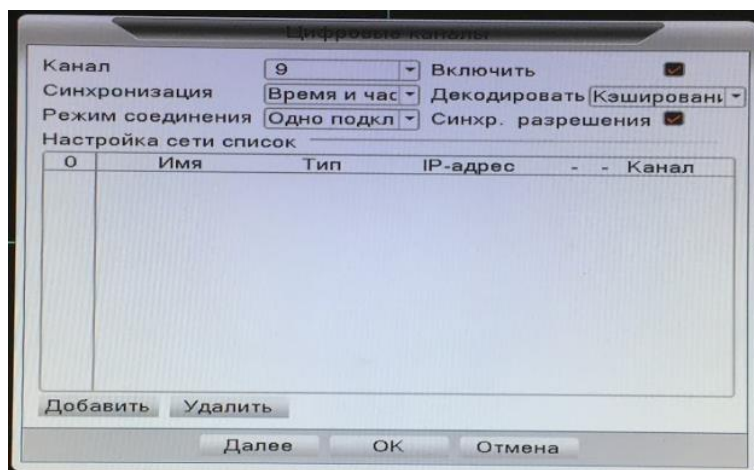 Цифровые каналы
Канал 9 Включить
Синхронизация Время и час Декодировать Кэшировань
Режим соединения Одно подкл Синхр. разрешения
Настройка сети список
0 Имя Тип IP-адрес - - Канал
Добавить Удалить
Далее OK Отмена